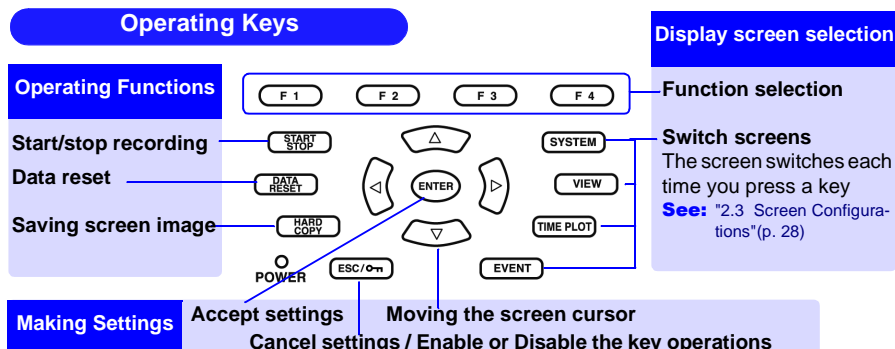 Operating Keys
Display screen selection
Operating Functions
F 1 F 2 F 3 F 4
Function selection
Start/stop recording
START
STOP
SYSTEM
Switch screens
The screen switches each
time you press a key
See: "2.3 Screen Configura-
tions"(p. 28)
Data reset
DATA
RESET
ENTER
VIEW
Saving screen image
HARD
COPY
TIME PLOT
POWER
ESC/
EVENT
Making Settings
Accept settings
Moving the screen cursor
Cancel settings / Enable or Disable the key operations